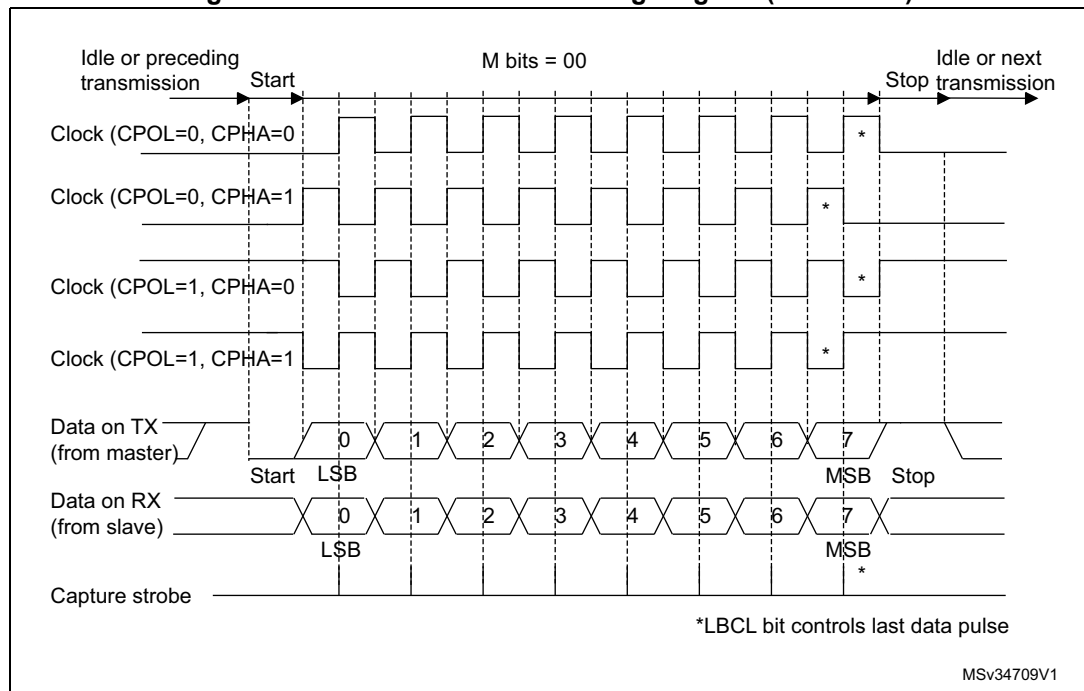 Idle or preceding
transmission
Start
M bits = 00
Stop
Idle or next
transmission
Clock (CPOL=0, CPHA=0
*
Clock (CPOL=0, CPHA=1
*
Clock (CPOL=1, CPHA=0
*
Clock (CPOL=1, CPHA=1
*
Data on TX
(from master)
0 1 2 3 4 5 6 7
Start LSB MSB Stop
Data on RX
(from slave)
0 1 2 3 4 5 6 7
LSB MSB
*
Capture strobe
*LBCL bit controls last data pulse
MSv34709V1